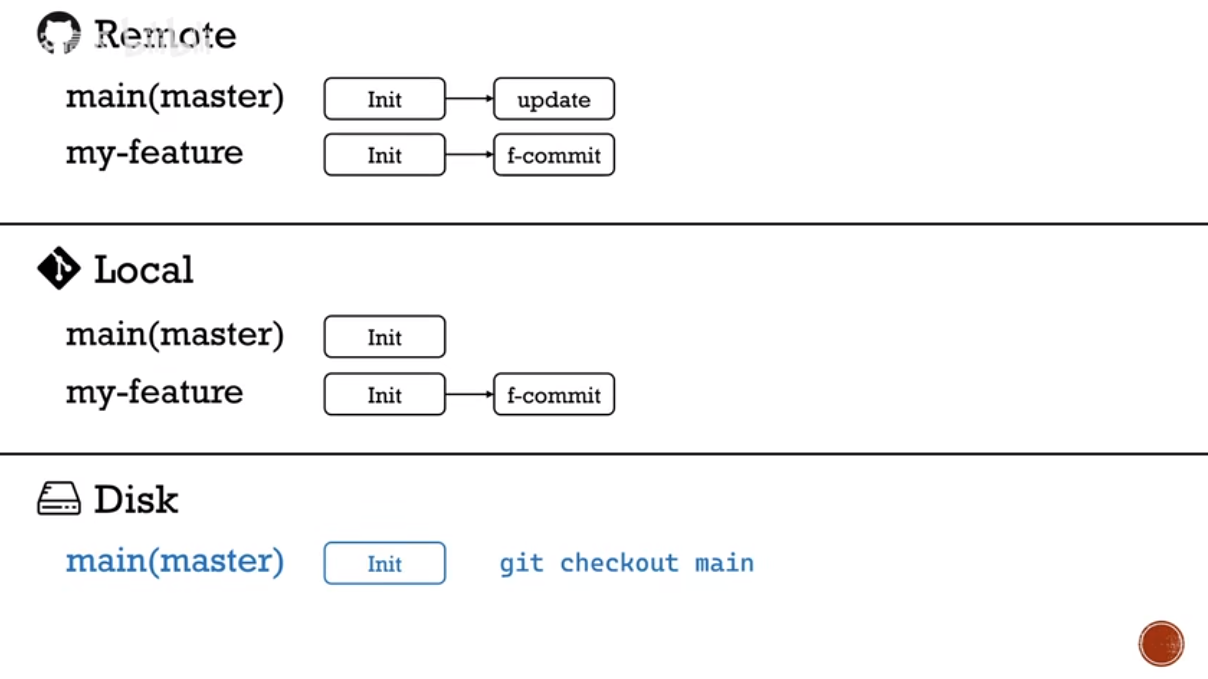 Remote
main(master) Init update
my-feature Init f-commit
Local
main(master) Init
my-feature Init f-commit
Disk
main(master) Init git checkout main